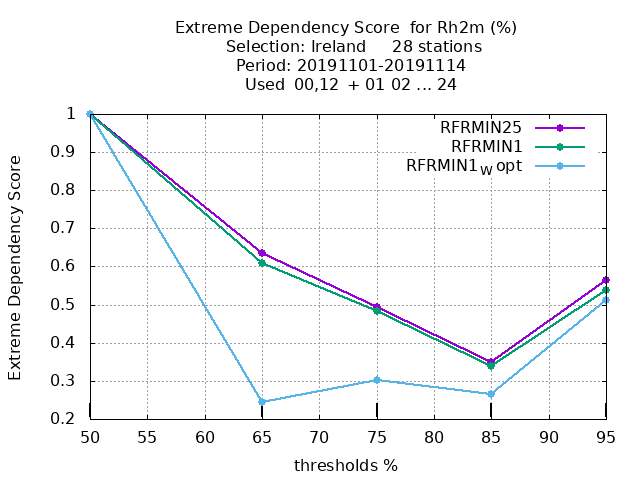 Extreme Dependency Score for Rh2m (%)
Selection: Ireland 28 stations
Period: 20191101-20191114
Used 00,12 + 01 02 ... 24
RFRMIN25
RFRMIN1
RFRMIN1W opt
Extreme Dependency Score
1
0.9
0.8
0.7
0.6
0.5
0.4
0.3
0.2
50 55 60 65 70 75 80 85 90 95
thresholds %